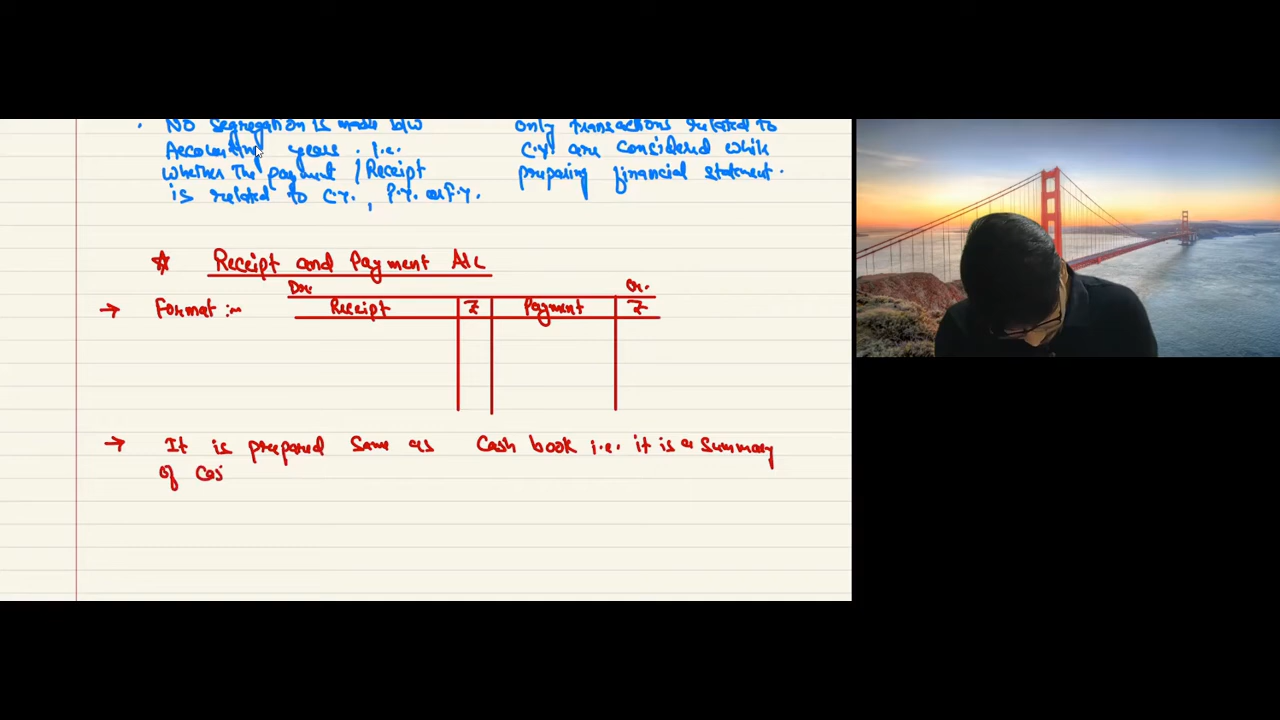 · No segregation is made b/w
Accounting years. I.e.
whether the payment / Receipt
is related to C.Y., P.Y. or F.Y.
only transactions related to
C.Y. are considered while
preparing financial statement.
* Receipt and Payment A/c
Dr. Cr.
→ Format :-
Receipt ₹ Payment ₹
→ It is prepared same as Cash book i.e. it is a summary
of Cas